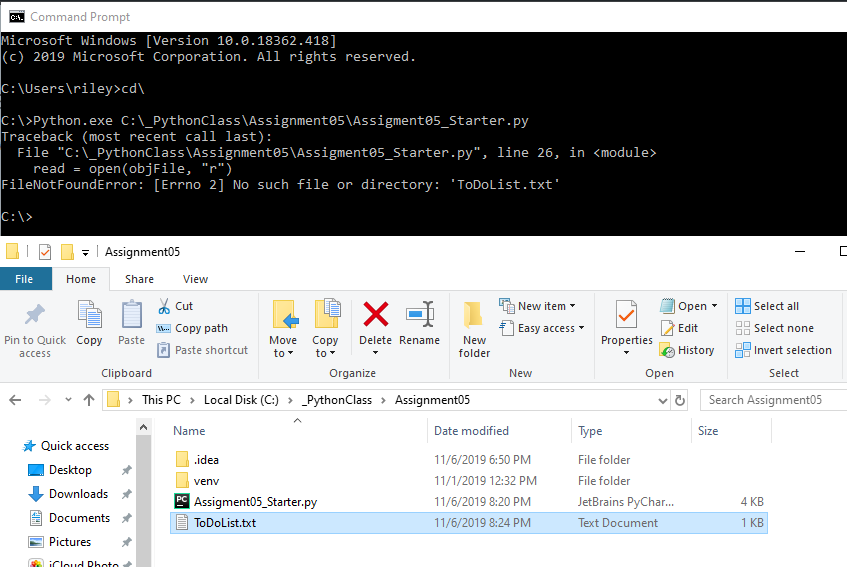 Command Prompt
Microsoft Windows [Version 10.0.18362.418]
(c) 2019 Microsoft Corporation. All rights reserved.
C:\Users\riley>cd\
C:\>Python.exe C:\_PythonClass\Assignment05\Assigment05_Starter.py
Traceback (most recent call last):
  File "C:\_PythonClass\Assignment05\Assigment05_Starter.py", line 26, in <module>
    read = open(objFile, "r")
FileNotFoundError: [Errno 2] No such file or directory: 'ToDoList.txt'
C:\>
Assignment05
File Home Share View
Pin to Quick access
Copy
Paste
Cut
Copy path
Paste shortcut
Clipboard
Move to
Copy to
Delete
Rename
Organize
New folder
New item
Easy access
New
Properties
Open
Edit
History
Open
Select all
Select none
Invert selection
Select
This PC > Local Disk (C:) > _PythonClass > Assignment05
Search Assignment05
Name Date modified Type Size
Quick access
Desktop
Downloads
Documents
Pictures
iCloud Photo
.idea 11/6/2019 6:50 PM File folder
venv 11/1/2019 12:32 PM File folder
Assigment05_Starter.py 11/6/2019 8:20 PM JetBrains PyChar... 4 KB
ToDoList.txt 11/6/2019 8:24 PM Text Document 1 KB